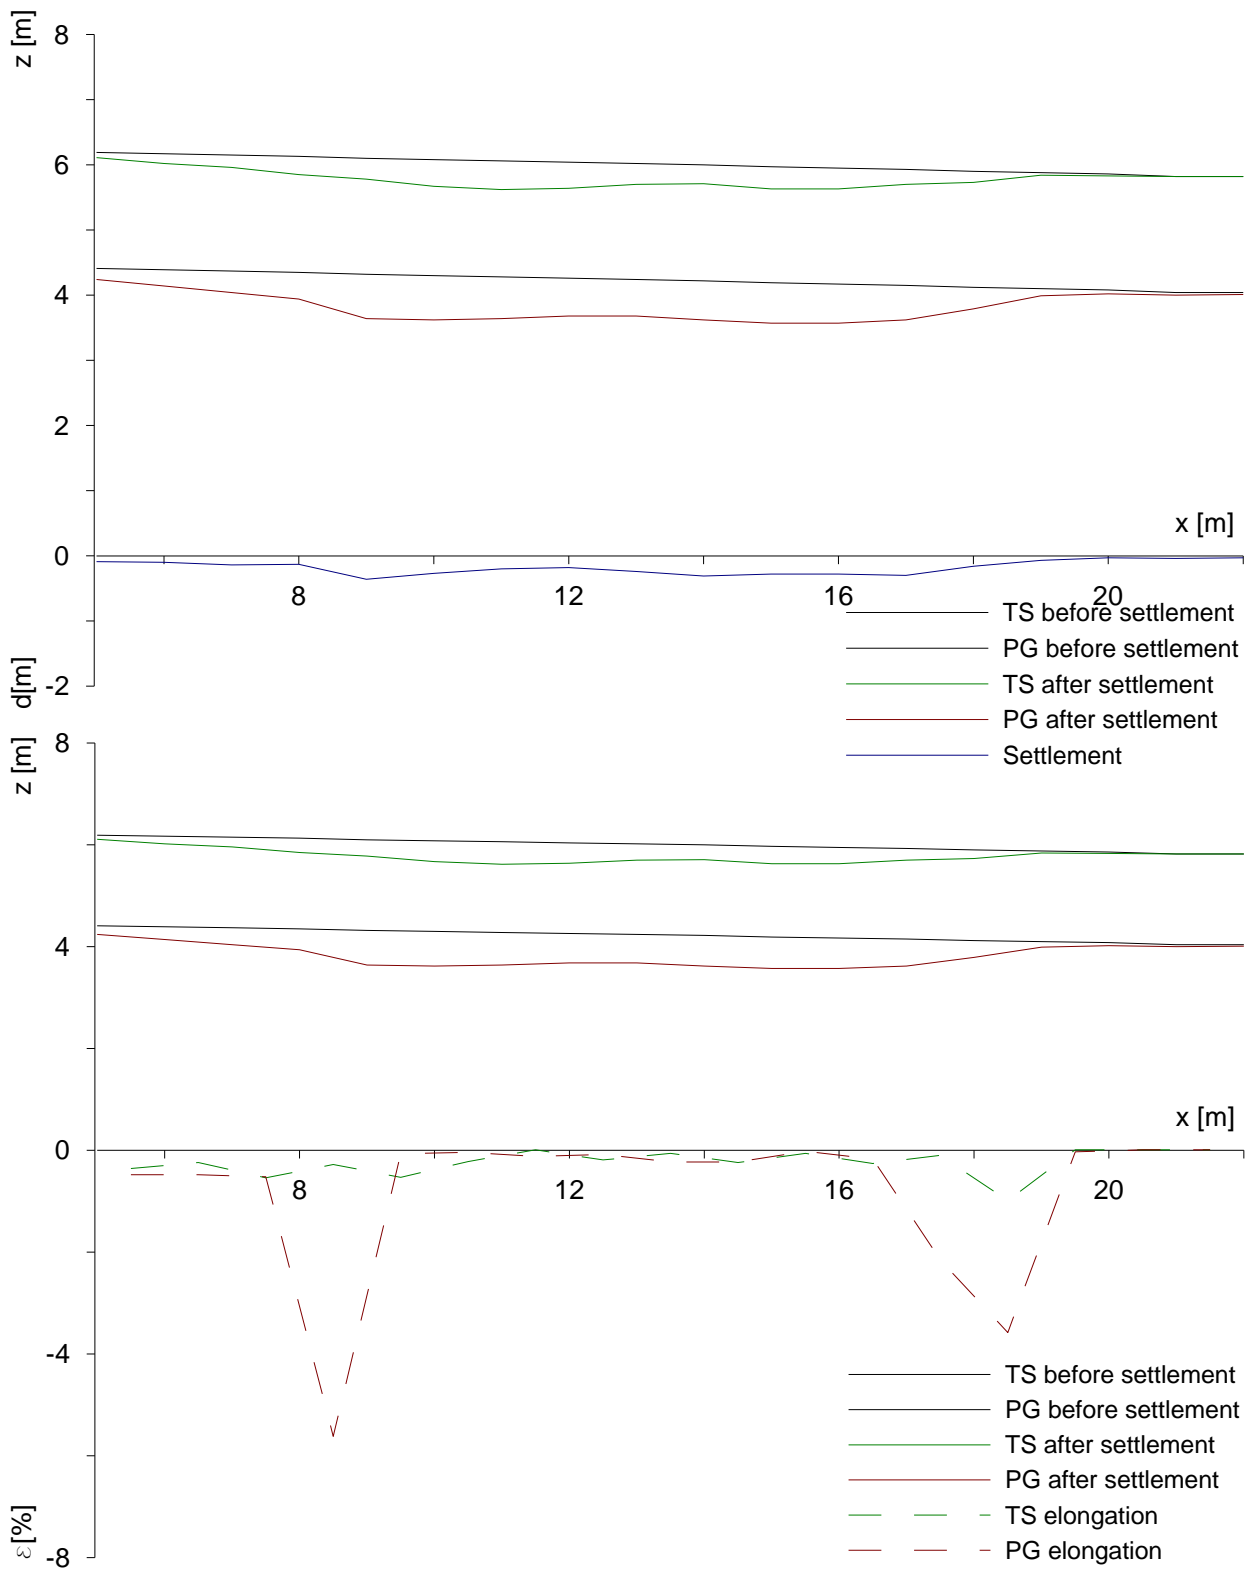 z [m]
8
6
4
2
x [m]
0
8
12
16
20
TS before settlement
PG before settlement
TS after settlement
PG after settlement
Settlement
d[m]
-2
z [m]
8
4
x [m]
0
8
12
16
20
-4
TS before settlement
PG before settlement
TS after settlement
PG after settlement
TS elongation
PG elongation
ε[%]
-8